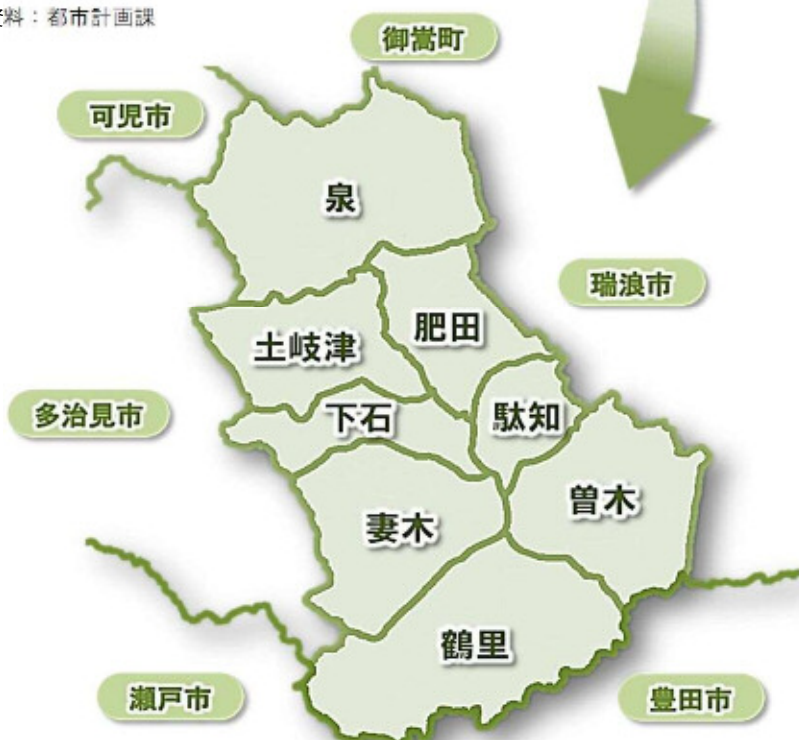 料：都市計画課
御嵩町
可児市
泉
瑞浪市
肥田
土岐津
多治見市
下石
駄知
曽木
妻木
鶴里
瀬戸市
豊田市